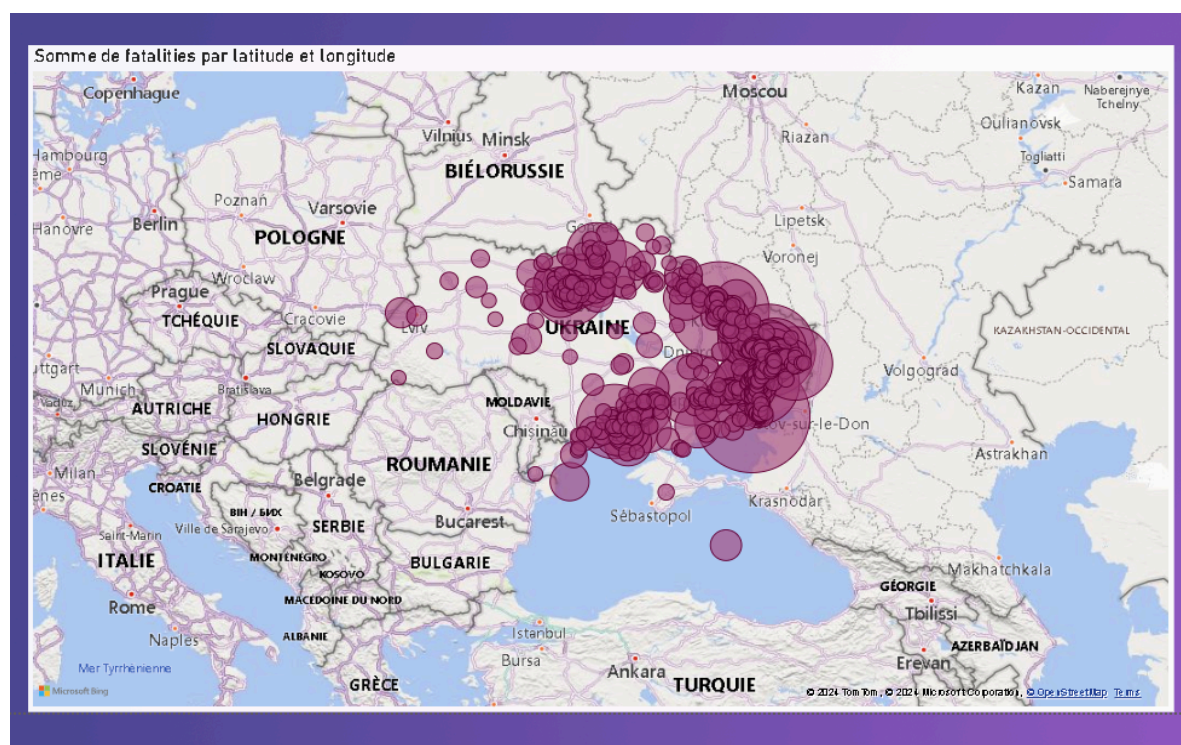 Somme de fatalities par latitude et longitude
Copenhague
Moscou
Kazan
Naberejnye
Tchelny
Vilnius
Minsk
Riazan
Oulianovsk
Hambourg
Togliatti
BIÉLORUSSIE
Samara
Poznań
Varsovie
Lipetsk
Hanovre
Berlin
POLOGNE
Voronej
Wrocław
Prague
TCHÉQUIE
Cracovie
Lviv
UKRAINE
KAZAKHSTAN-OCCIDENTAL
SLOVAQUIE
Volgograd
Munich
Bratislava
Vaduz
AUTRICHE
MOLDAVIE
HONGRIE
Chișinău
-sur-le-Don
SLOVÉNIE
Astrakhan
Milan
ROUMANIE
CROATIE
Belgrade
Krasnodar
BIH / БИХ
Sébastopol
Saint-Marin
Ville de Sarajevo
SERBIE
Bucarest
ITALIE
MONTÉNÉGRO
BULGARIE
KOSOVO
Makhatchkala
GÉORGIE
Rome
MACÉDOINE DU NORD
Tbilissi
Naples
ALBANIE
Istanbul
AZERBAÏDJAN
Bursa
Erevan
Mer Tyrrhénienne
Ankara
GRÈCE
TURQUIE
Microsoft Bing
© 2024 TomTom, © 2024 Microsoft Corporation, © OpenStreetMap Terms